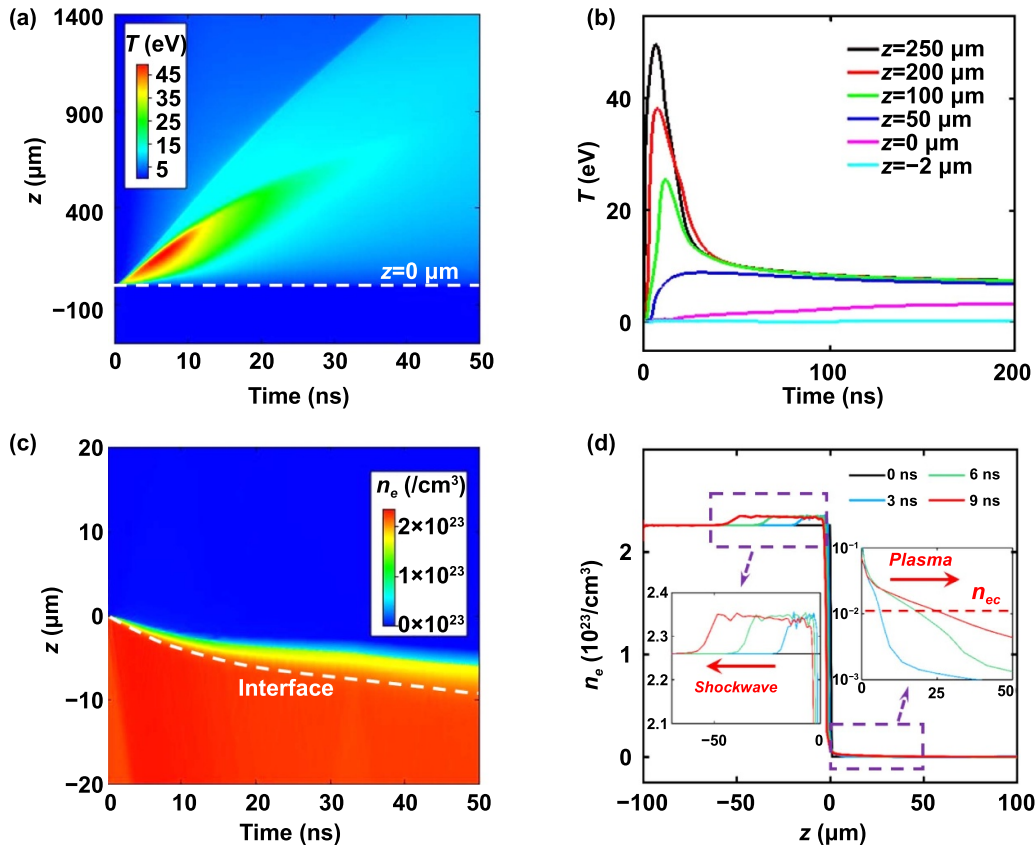 (a)
1400
900
400
−100
z (μm)
T (eV)
45
35
25
15
5
z=0 μm
0
10
20
30
40
50
Time (ns)
(b)
40
20
0
T (eV)
z=250 μm
z=200 μm
z=100 μm
z=50 μm
z=0 μm
z=−2 μm
0
100
200
Time (ns)
(c)
20
10
0
−10
−20
z (μm)
nₑ (/cm³)
2×10²³
1×10²³
0×10²³
Interface
0
10
20
30
40
50
Time (ns)
(d)
2
1
0
nₑ (10²³/cm³)
0 ns
6 ns
3 ns
9 ns
2.4
2.3
2.2
2.1
Shockwave
−50
0
10⁻¹
10⁻²
10⁻³
Plasma
nₑc
0
25
50
−100
−50
0
50
100
z (μm)